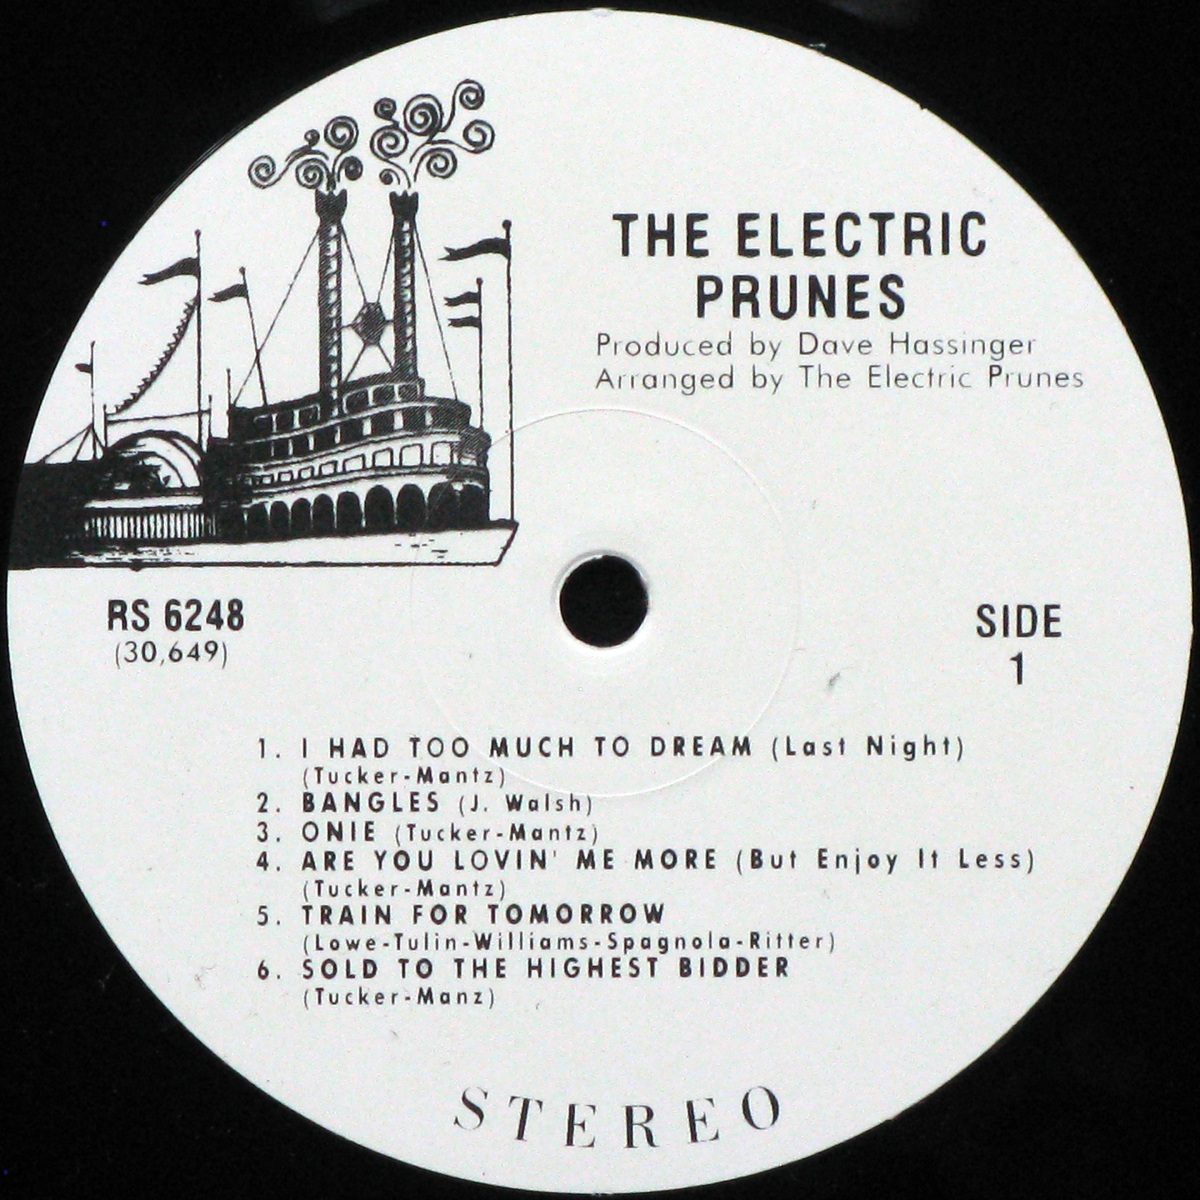 THE ELECTRIC
PRUNES
Produced by Dave Hassinger
Arranged by The Electric Prunes
RS 6248
(30,649)
SIDE
1
1. I HAD TOO MUCH TO DREAM (Last Night)
(Tucker-Mantz)
2. BANGLES (J. Walsh)
3. ONIE (Tucker-Mantz)
4. ARE YOU LOVIN' ME MORE (But Enjoy It Less)
(Tucker-Mantz)
5. TRAIN FOR TOMORROW
(Lowe-Tulin-Williams-Spagnola-Ritter)
6. SOLD TO THE HIGHEST BIDDER
(Tucker-Manz)
STEREO